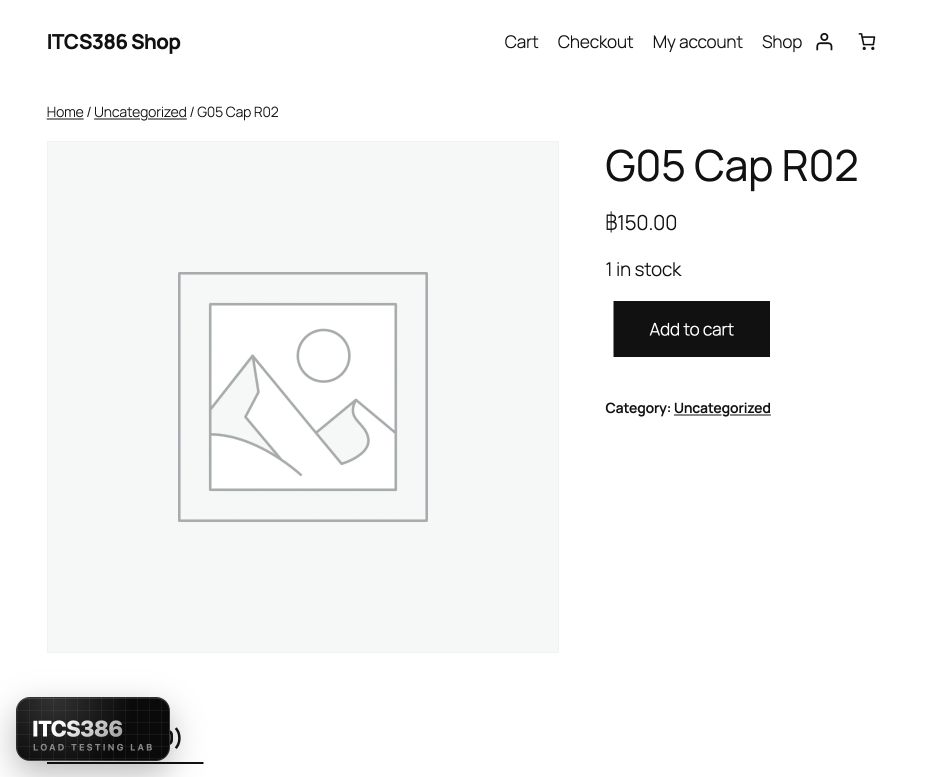 ITCS386 Shop
Cart Checkout My account Shop
Home / Uncategorized / G05 Cap R02
G05 Cap R02
฿150.00
1 in stock
Add to cart
Category: Uncategorized
ITCS386
LOAD TESTING LAB